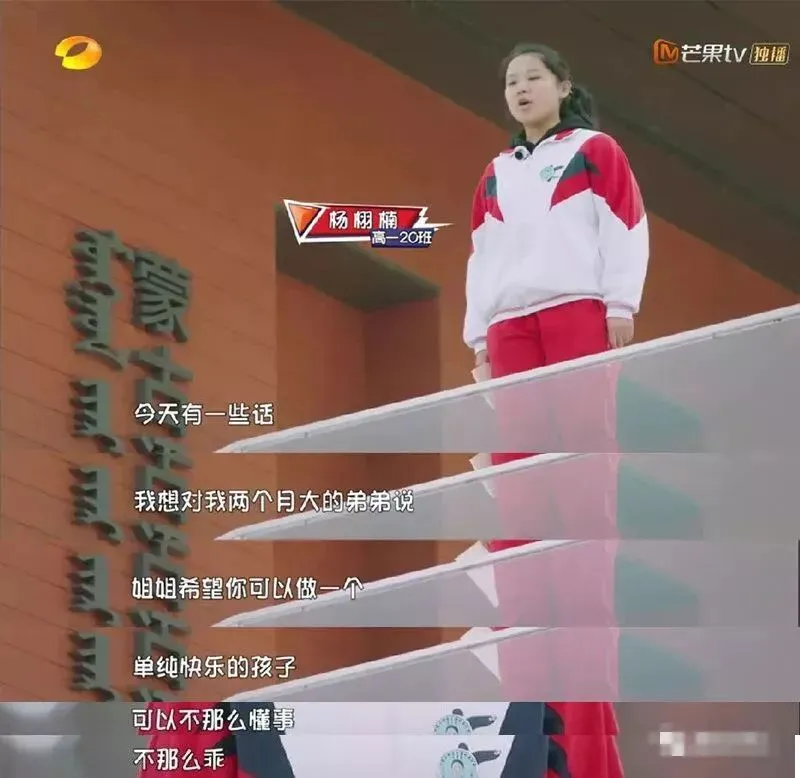 芒果tv 独播
杨栩楠
高一20班
蒙
古
今天有一些话
我想对我两个月大的弟弟说
姐姐希望你可以做一个
单纯快乐的孩子
可以不那么懂事
不那么乖